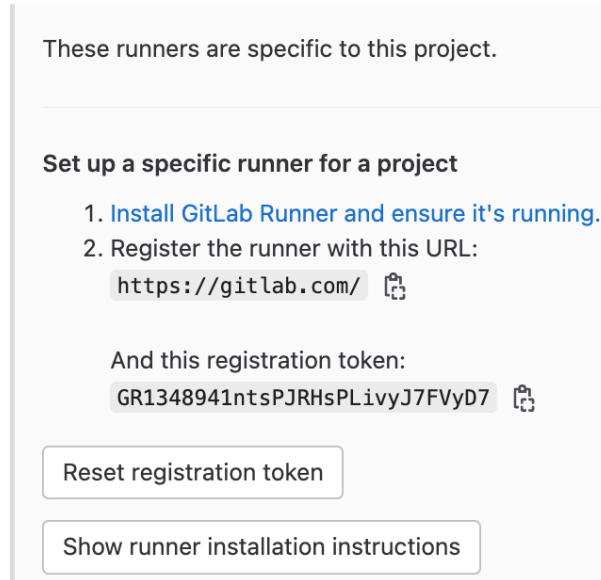 These runners are specific to this project.
Set up a specific runner for a project
1. Install GitLab Runner and ensure it's running.
2. Register the runner with this URL:
https://gitlab.com/
And this registration token:
GR1348941ntsPJRHsPLivyJ7FVyD7
Reset registration token
Show runner installation instructions